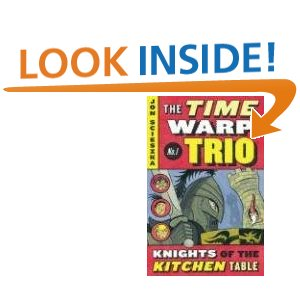 LOOK INSIDE!
JON SCIESZKA
THE TIME
WARP
No. 1
TRIO
KNIGHTS OF THE
KITCHEN TABLE